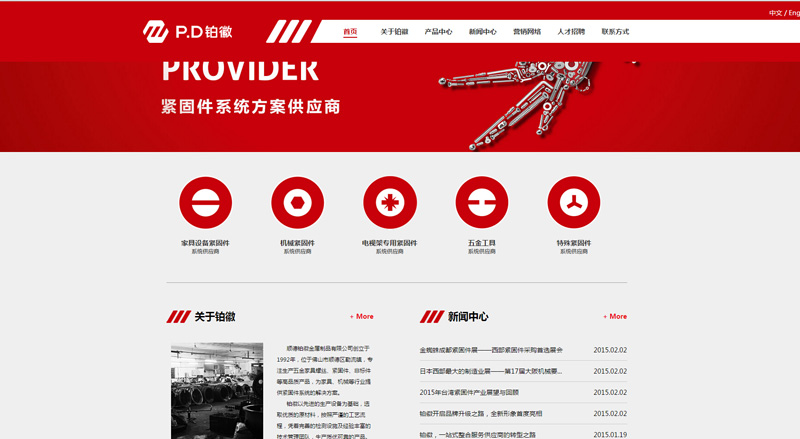 中文 / Eng
P.D 铂徽
首页 关于铂徽 产品中心 新闻中心 营销网络 人才招聘 联系方式
PROVIDER
紧固件系统方案供应商
家具设备紧固件 机械紧固件 电视架专用紧固件 五金工具 特殊紧固件
系统供应商 系统供应商 系统供应商 系统供应商 系统供应商
关于铂徽 + More
顺德铂徽金属制品有限公司创立于
1992年，位于佛山市顺德区勒流镇，专
注生产五金家具螺丝、紧固件、非标件
等高品质产品，为家具、机械等行业提
供紧固件系统的解决方案。
铂徽以先进的生产设备为基础，选
取优质的原材料，按照严谨的工艺流
程，凭着完善的检测设施及经验丰富的
技术管理团队，生产质优可靠的产品。
新闻中心 + More
金蜘蛛成都紧固件展——西部紧固件采购首选展会 2015.02.02
日本西部最大的制造业展——第17届大阪机械要... 2015.02.02
2015年台湾紧固件产业展望与回顾 2015.02.02
铂徽开启品牌升级之路，全新形象首度亮相 2015.02.02
铂徽，一站式整合服务供应商的转型之路 2015.01.19